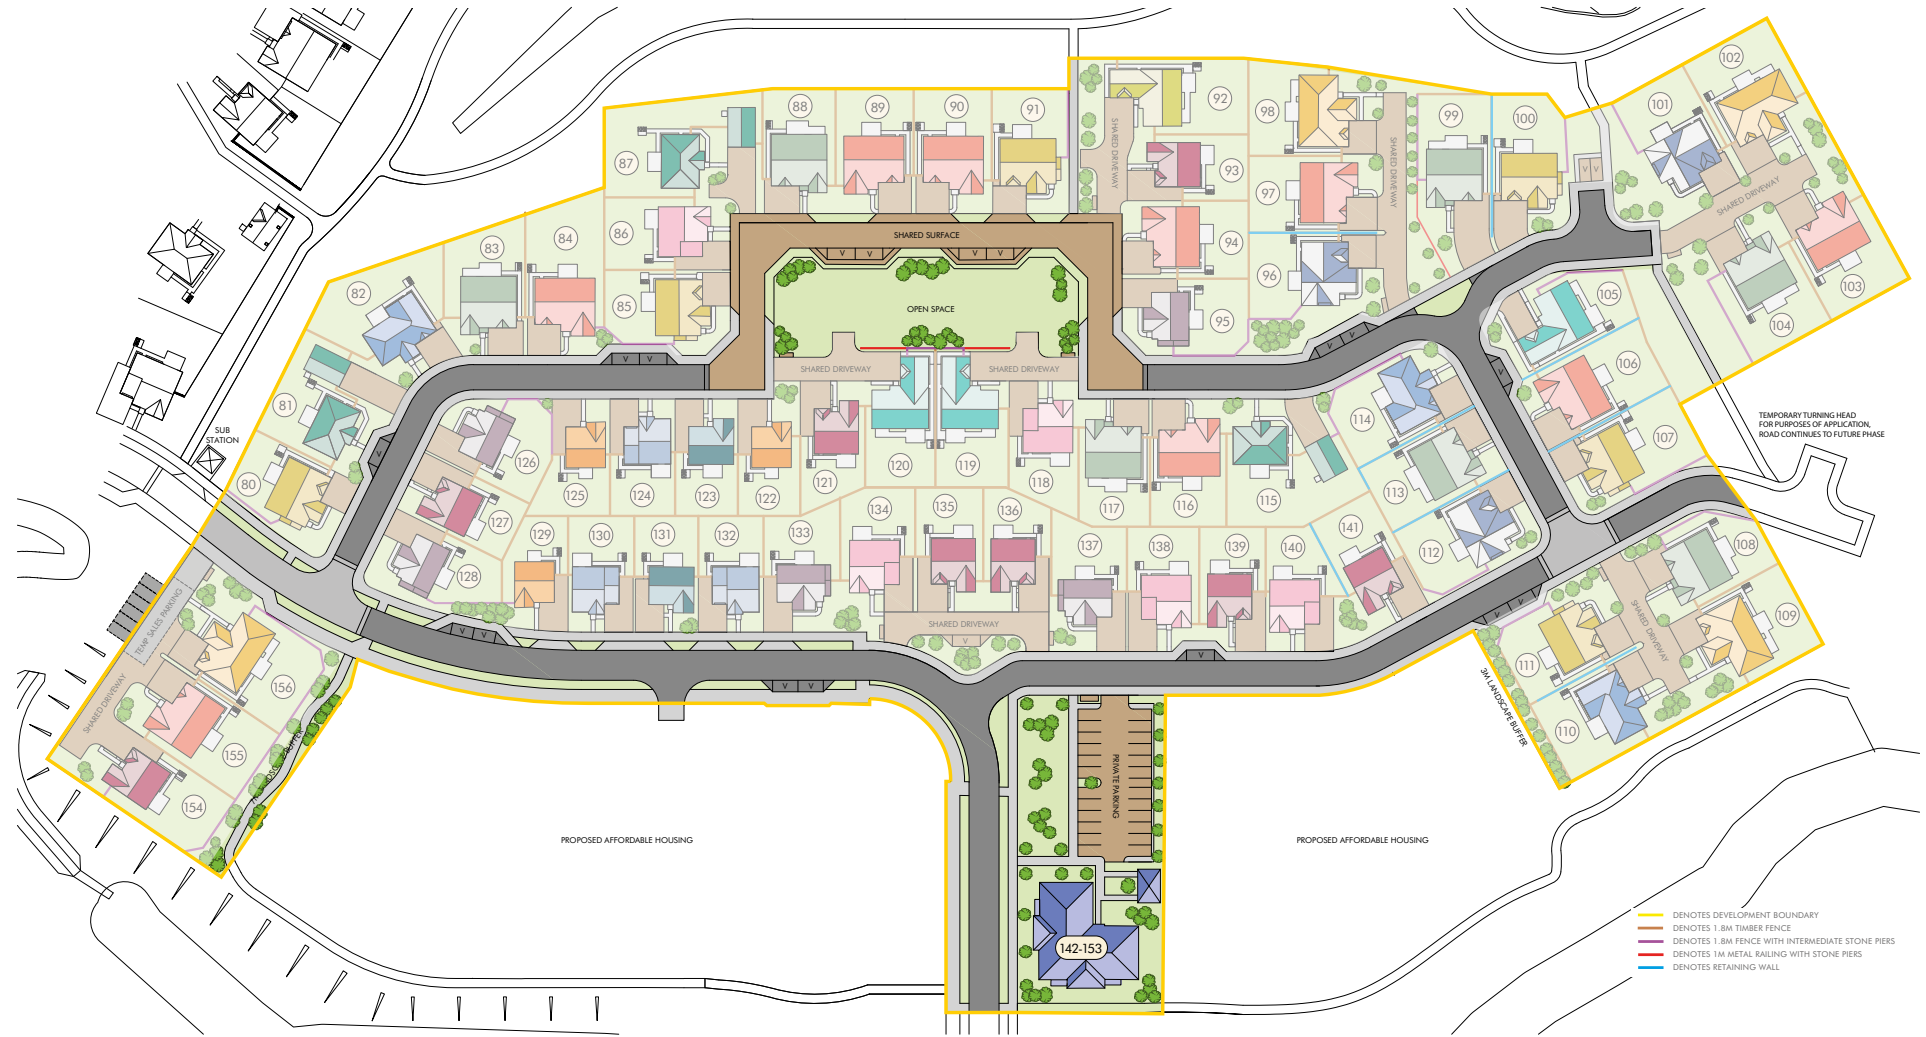 102
101
88
89
90
91
92
98
99
100
87
93
97
86
94
83
84
SHARED SURFACE
96
82
85
95
103
104
105
OPEN SPACE
SHARED DRIVEWAY
SHARED DRIVEWAY
SHARED DRIVEWAY
SHARED DRIVEWAY
SHARED DRIVEWAY
V V
V V
V V
V V
V V
V
V
106
81
114
107
SUB
STATION
TEMPORARY TURNING HEAD
FOR PURPOSES OF APPLICATION,
ROAD CONTINUES TO FUTURE PHASE
80
126
125
124
123
122
121
120
119
118
117
116
115
113
127
128
129
130
131
132
133
134
135
136
137
138
139
140
141
112
108
109
111
110
TEMP SALES PARKING
SHARED DRIVEWAY
SHARED DRIVEWAY
SHARED DRIVEWAY
V
V V
V V
V
V V
3M LANDSCAPE BUFFER
156
155
154
BUFFER
PRIVATE PARKING
PROPOSED AFFORDABLE HOUSING
PROPOSED AFFORDABLE HOUSING
142-153
DENOTES DEVELOPMENT BOUNDARY
DENOTES 1.8M TIMBER FENCE
DENOTES 1.8M FENCE WITH INTERMEDIATE STONE PIERS
DENOTES 1M METAL RAILING WITH STONE PIERS
DENOTES RETAINING WALL